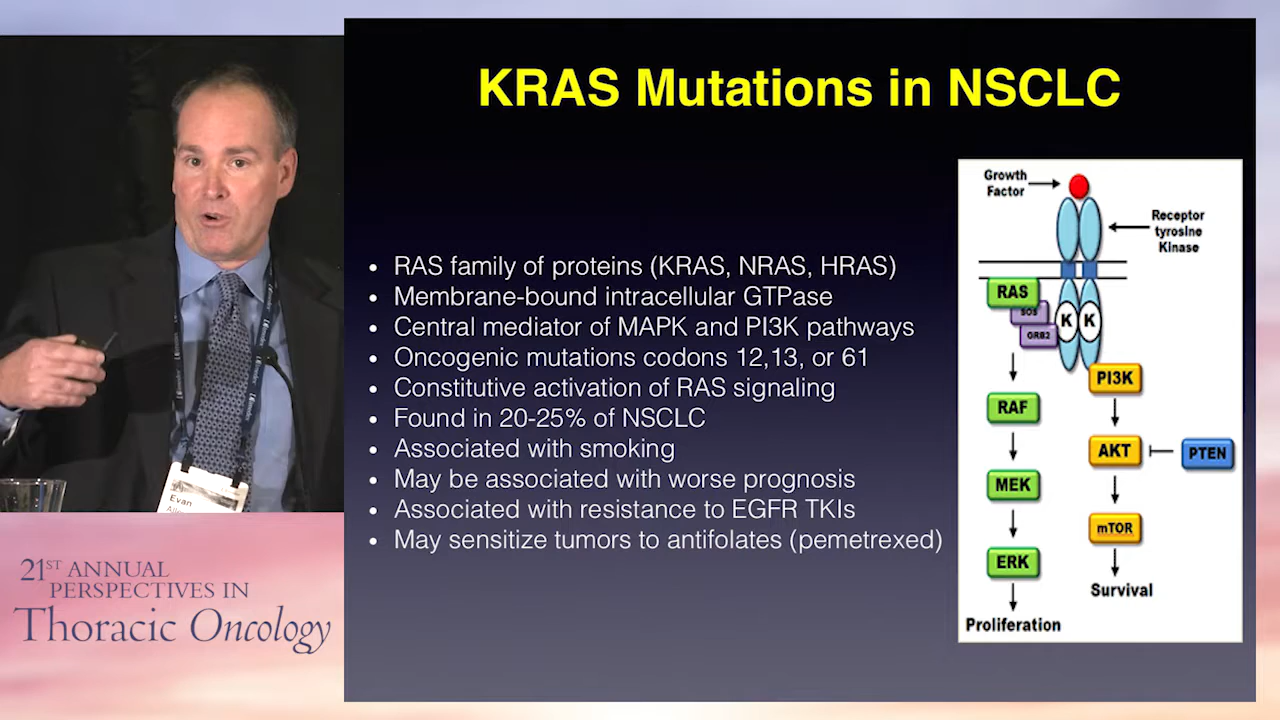 KRAS Mutations in NSCLC
• RAS family of proteins (KRAS, NRAS, HRAS)
• Membrane-bound intracellular GTPase
• Central mediator of MAPK and PI3K pathways
• Oncogenic mutations codons 12,13, or 61
• Constitutive activation of RAS signaling
• Found in 20-25% of NSCLC
• Associated with smoking
• May be associated with worse prognosis
• Associated with resistance to EGFR TKIs
• May sensitize tumors to antifolates (pemetrexed)
Growth
Factor
Receptor
tyrosine
Kinase
RAS
SOS
GRB2
K K
PI3K
RAF
AKT
PTEN
MEK
mTOR
ERK
Survival
Proliferation
Evan
21ST ANNUAL
PERSPECTIVES IN
Thoracic Oncology